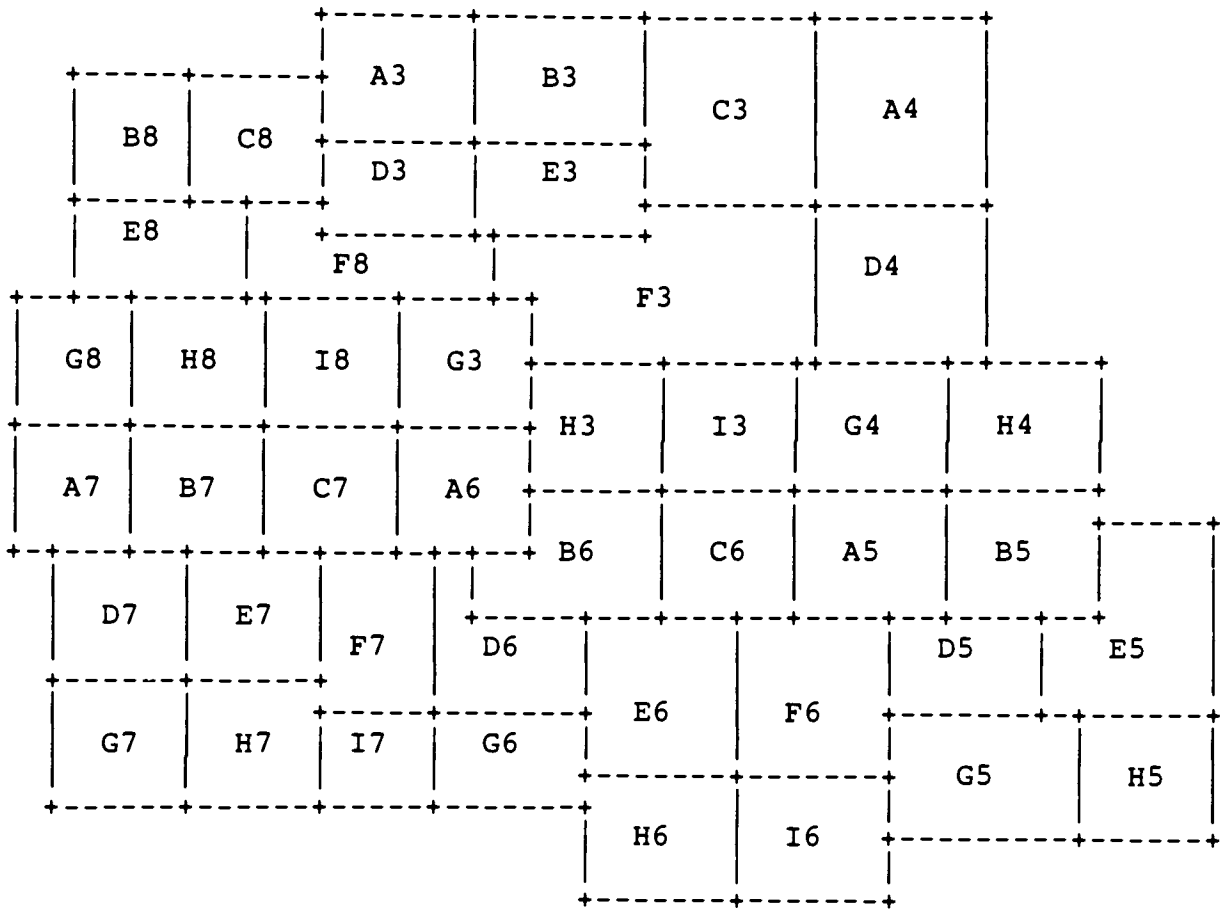 A3 B3
C3 A4
B8 C8
D3 E3
E8
F8 D4
F3
G8 H8 I8 G3
H3 I3 G4 H4
A7 B7 C7 A6
B6 C6 A5 B5
D7 E7
F7 D6 D5 E5
E6 F6
G7 H7 I7 G6
G5 H5
H6 I6